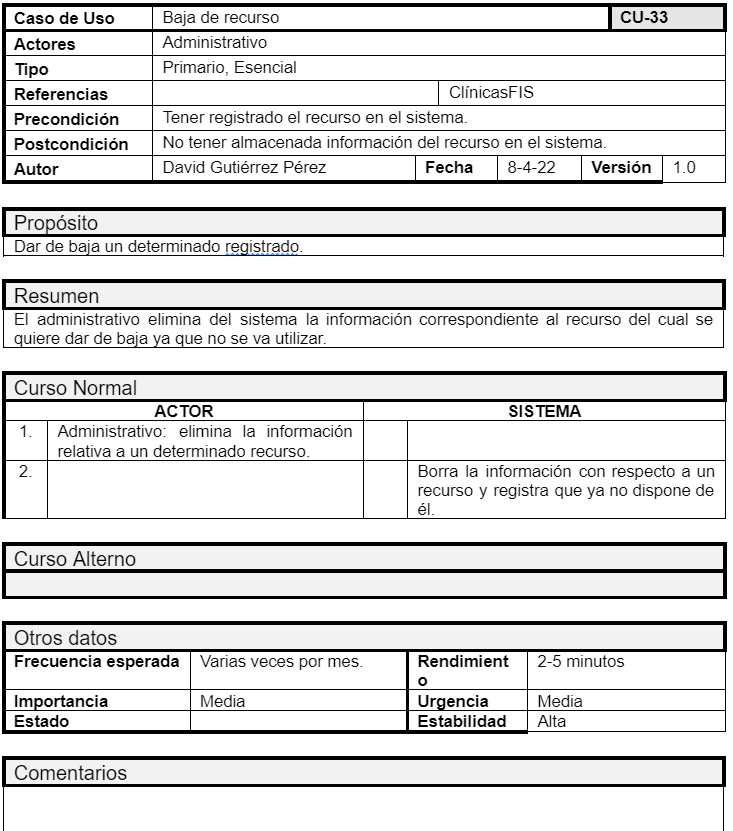 Caso de Uso Baja de recurso CU-33
Actores Administrativo
Tipo Primario, Esencial
Referencias ClínicasFIS
Precondición Tener registrado el recurso en el sistema.
Postcondición No tener almacenada información del recurso en el sistema.
Autor David Gutiérrez Pérez Fecha 8-4-22 Versión 1.0
Propósito
Dar de baja un determinado registrado.
Resumen
El administrativo elimina del sistema la información correspondiente al recurso del cual se
quiere dar de baja ya que no se va utilizar.
Curso Normal
ACTOR SISTEMA
1. Administrativo: elimina la información
relativa a un determinado recurso.
2. Borra la información con respecto a un
recurso y registra que ya no dispone de
él.
Curso Alterno
Otros datos
Frecuencia esperada Varias veces por mes. Rendimient 2-5 minutos
o
Importancia Media Urgencia Media
Estado Estabilidad Alta
Comentarios